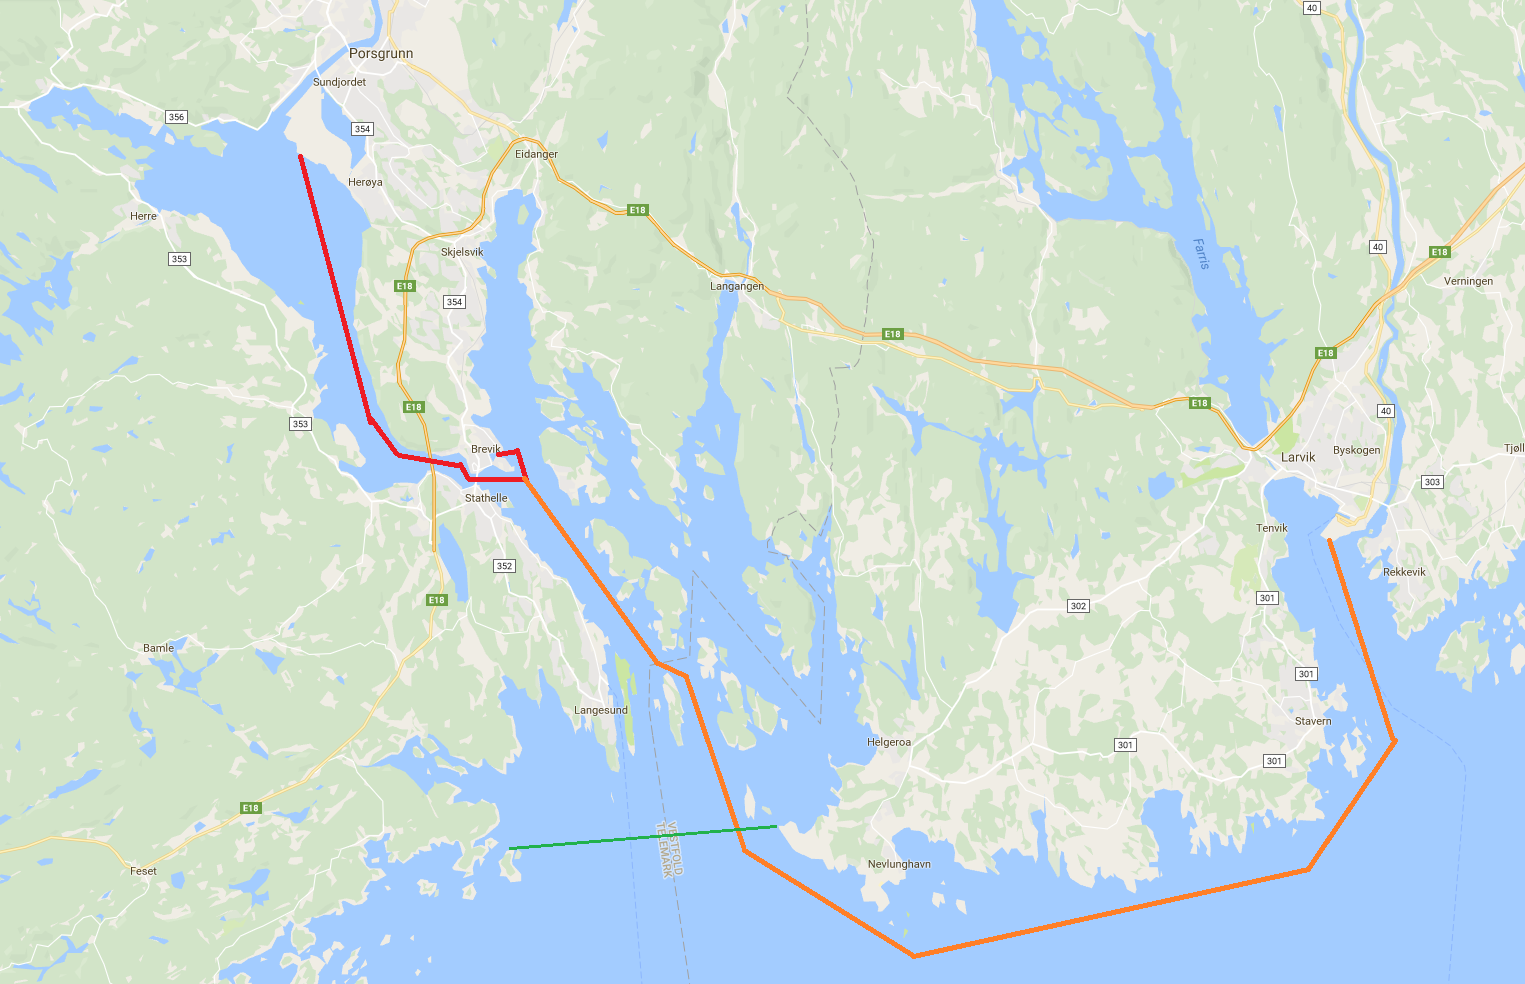 40
Porsgrunn
Sundjordet
356
354
Eidanger
Herøya
E18
Herre
40
Skjelsvik
E18
353
Farris
Verningen
E18
Langangen
354
E18
E18
E18
E18
40
353
Brevik
Byskogen
Larvik
Tjøll
303
Stathelle
Tenvik
352
Rekkevik
E18
301
302
Bamle
301
Langesund
Stavern
Helgeroa
301
301
E18
VESTFOLD
TELEMARK
Nevlunghavn
Feset